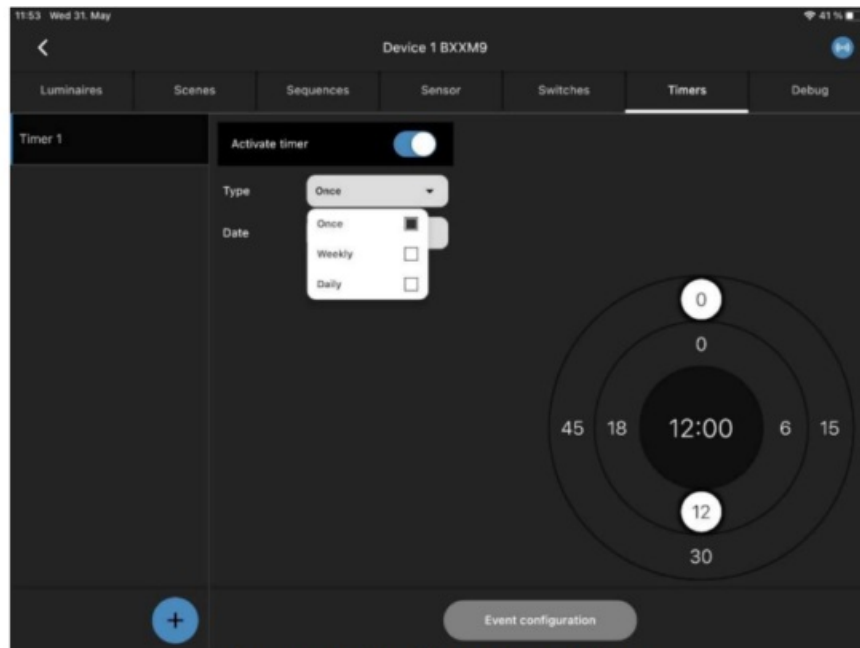 11:53 Wed 31. May
41 %
Device 1 BXXM9
Luminaires Scenes Sequences Sensor Switches Timers Debug
Timer 1
Activate timer
Type Once
Date
Once
Weekly
Daily
0
0
45 18 12:00 6 15
12
30
+
Event configuration